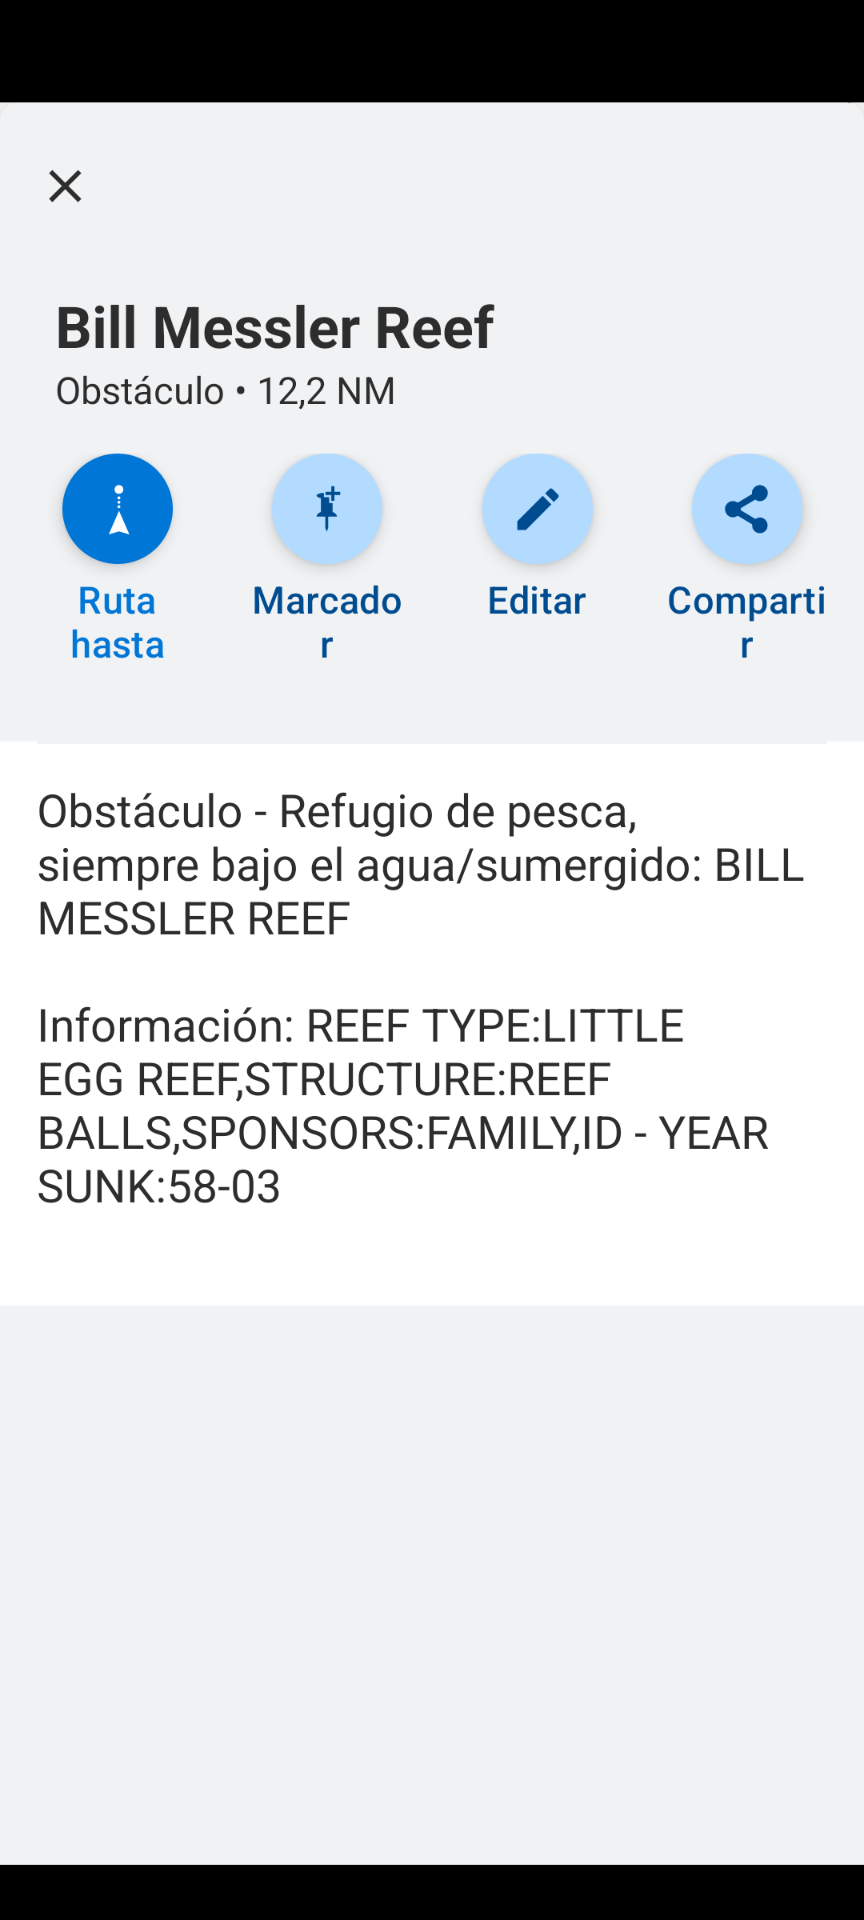 Bill Messler Reef
Obstáculo • 12,2 NM
Ruta
hasta
Marcado
r
Editar
Comparti
r
Obstáculo - Refugio de pesca,
siempre bajo el agua/sumergido: BILL
MESSLER REEF
Información: REEF TYPE:LITTLE
EGG REEF,STRUCTURE:REEF
BALLS,SPONSORS:FAMILY,ID - YEAR
SUNK:58-03